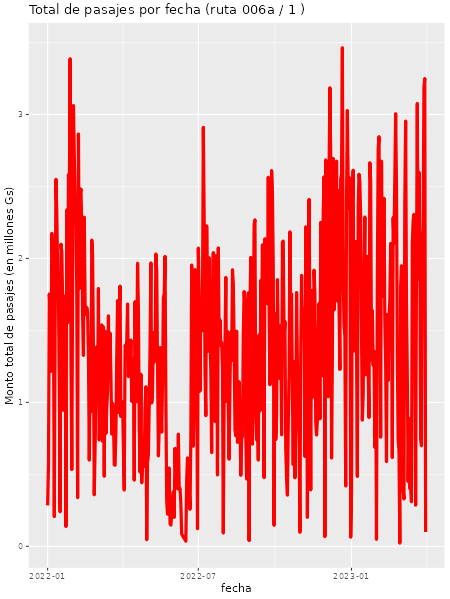 Total de pasajes por fecha (ruta 006a / 1 )
Monto total de pasajes (en millones Gs)
3
2
1
0
2022-01
2022-07
2023-01
fecha